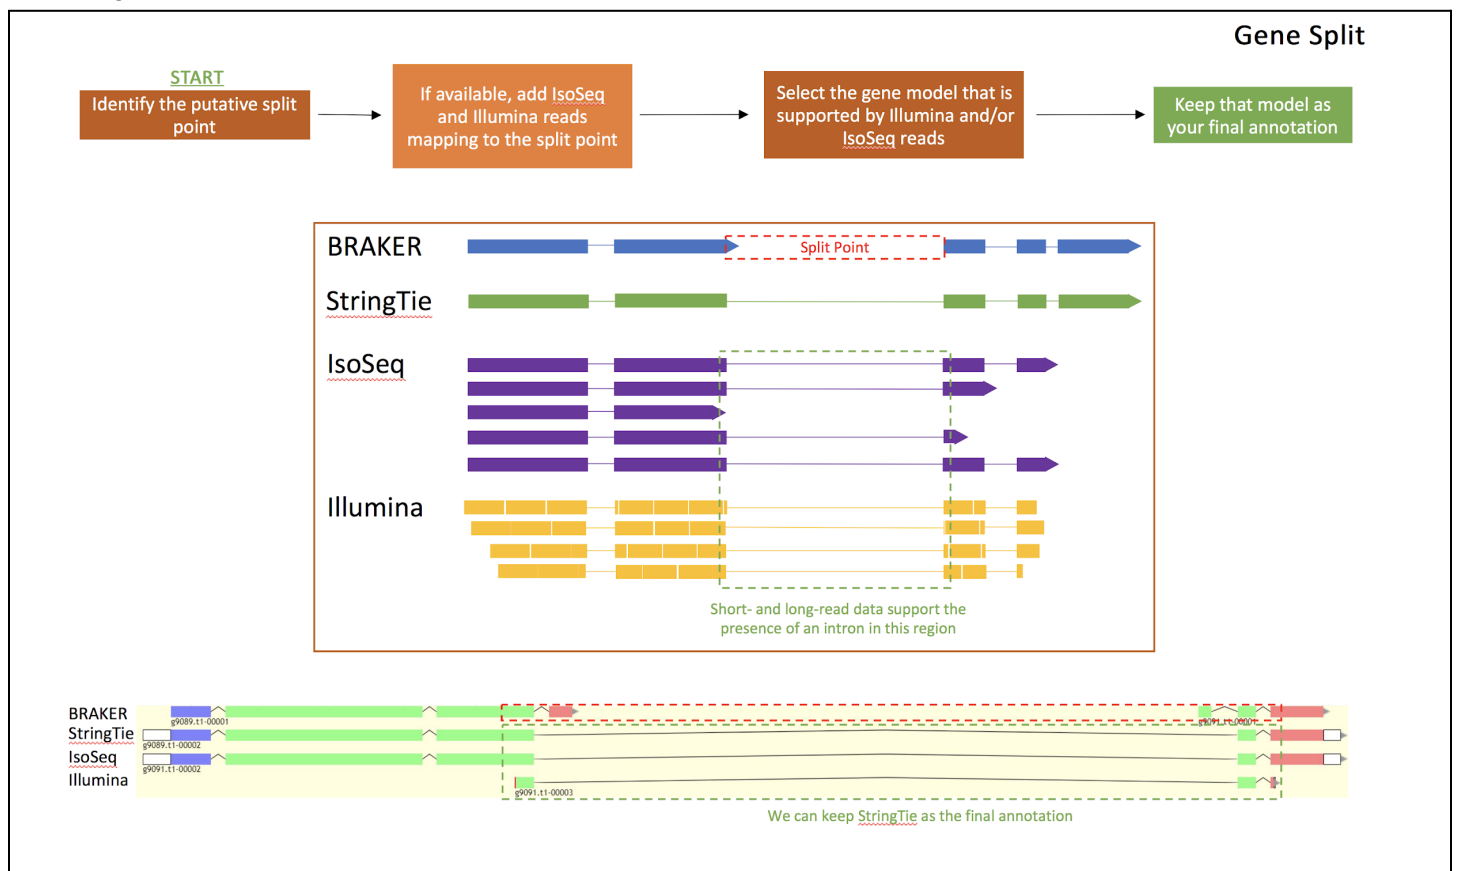 Gene Split
START
Identify the putative split
point
If available, add IsoSeq
and Illumina reads
mapping to the split point
Select the gene model that is
supported by Illumina and/or
IsoSeq reads
Keep that model as
your final annotation
BRAKER
Split Point
StringTie
IsoSeq
Illumina
Short- and long-read data support the
presence of an intron in this region
BRAKER
g9089.t1-00001
g9091.t1-00001
StringTie
g9089.t1-00002
IsoSeq
g9091.t1-00002
Illumina
g9091.t1-00003
We can keep StringTie as the final annotation